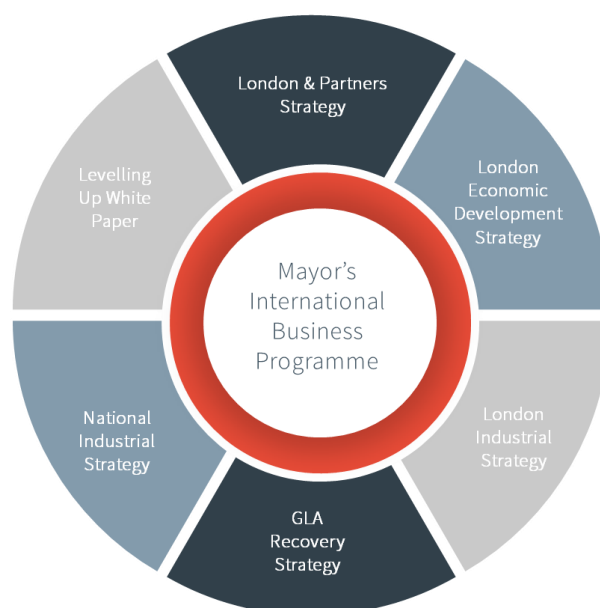 London & Partners
Strategy
London
Economic
Development
Strategy
London
Industrial
Strategy
GLA
Recovery
Strategy
National
Industrial
Strategy
Levelling
Up White
Paper
Mayor’s
International
Business
Programme